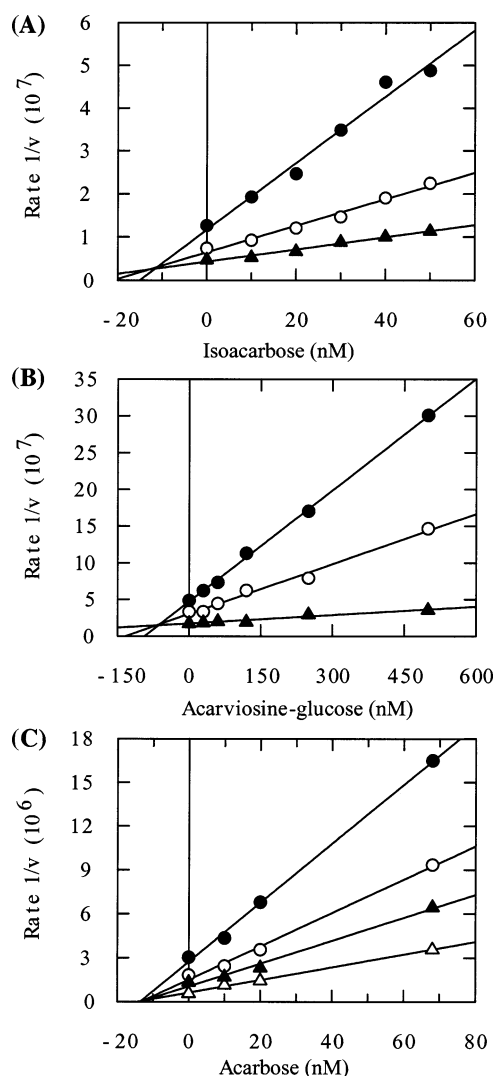 (A)
Rate 1/v (10^7)
6
5
4
3
2
1
0
-20 0 20 40 60
Isoacarbose (nM)
(B)
Rate 1/v (10^7)
35
30
25
20
15
10
5
0
-150 0 150 300 450 600
Acarviosine-glucose (nM)
(C)
Rate 1/v (10^6)
18
15
12
9
6
3
0
-20 0 20 40 60 80
Acarbose (nM)